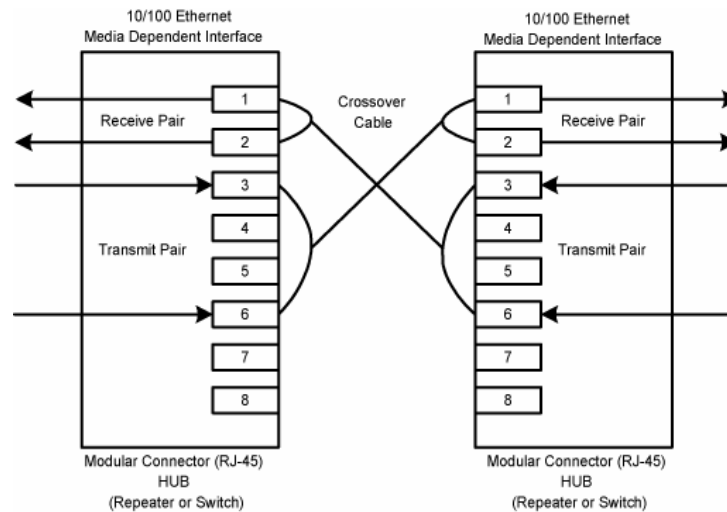 10/100 Ethernet
Media Dependent Interface
10/100 Ethernet
Media Dependent Interface
1
Receive Pair
2
3
4
Transmit Pair
5
6
7
8
Crossover
Cable
1
Receive Pair
2
3
4
Transmit Pair
5
6
7
8
Modular Connector (RJ-45)
HUB
(Repeater or Switch)
Modular Connector (RJ-45)
HUB
(Repeater or Switch)